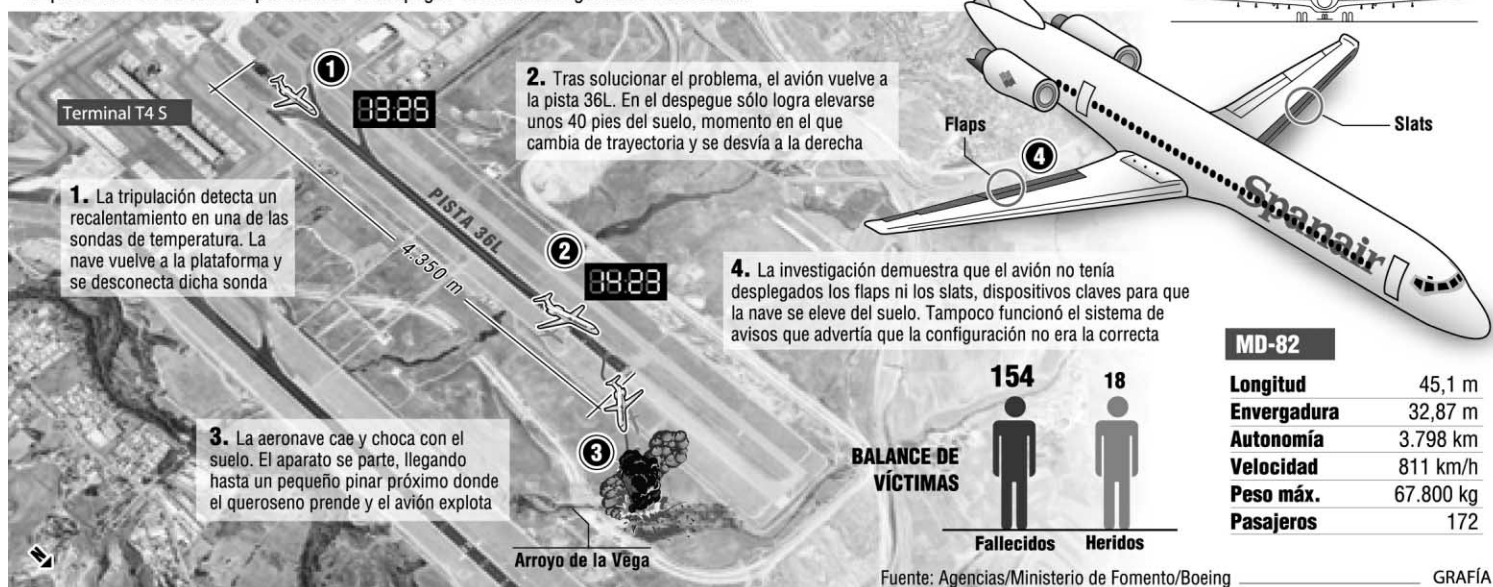 Terminal T4 S
1
13:25
1. La tripulación detecta un
recalentamiento en una de las
sondas de temperatura. La
nave vuelve a la plataforma y
se desconecta dicha sonda
2. Tras solucionar el problema, el avión vuelve a
la pista 36L. En el despegue sólo logra elevarse
unos 40 pies del suelo, momento en el que
cambia de trayectoria y se desvía a la derecha
PISTA 36L
4.350 m
2
14:23
3. La aeronave cae y choca con el
suelo. El aparato se parte, llegando
hasta un pequeño pinar próximo donde
el queroseno prende y el avión explota
3
Arroyo de la Vega
N
Flaps
4
Slats
Spanair
4. La investigación demuestra que el avión no tenía
desplegados los flaps ni los slats, dispositivos claves para que
la nave se eleve del suelo. Tampoco funcionó el sistema de
avisos que advertía que la configuración no era la correcta
BALANCE DE
VÍCTIMAS
154
Fallecidos
18
Heridos
MD-82
Longitud 45,1 m
Envergadura 32,87 m
Autonomía 3.798 km
Velocidad 811 km/h
Peso máx. 67.800 kg
Pasajeros 172
Fuente: Agencias/Ministerio de Fomento/Boeing
GRAFÍA